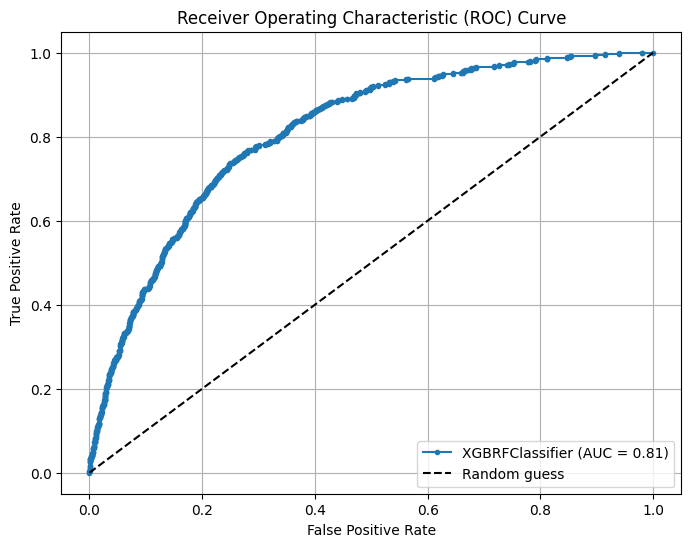 Receiver Operating Characteristic (ROC) Curve
True Positive Rate
1.0
0.8
0.6
0.4
0.2
0.0
XGBRFClassifier (AUC = 0.81)
Random guess
0.0 0.2 0.4 0.6 0.8 1.0
False Positive Rate